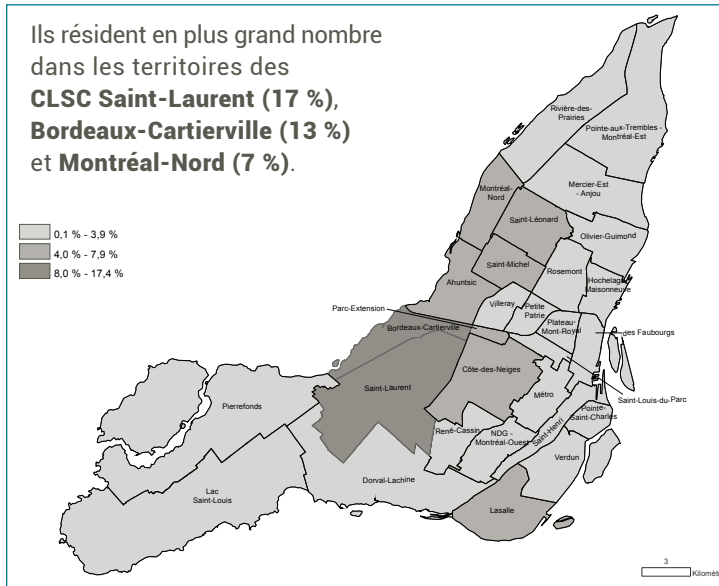 Ils résident en plus grand nombre
dans les territoires des
CLSC Saint-Laurent (17 %),
Bordeaux-Cartierville (13 %)
et Montréal-Nord (7 %).
0,1 % - 3,9 %
4,0 % - 7,9 %
8,0 % - 17,4 %
Rivière-des-
Prairies
Pointe-aux-Trembles -
Montréal-Est
Mercier-Est
- Anjou
Montréal-
Nord
Saint-Léonard
Olivier-Guimond
Saint-Michel
Rosemont
Hochelaga
Maisonneuve
Ahuntsic
Villeray
Petite
Patrie
Parc-Extension
Plateau-
Mont-Royal
des Faubourgs
Bordeaux-Cartierville
Côte-des-Neiges
Saint-Louis-du-Parc
Saint-Laurent
Métro
Pierrefonds
Pointe-
Saint-Charles
René-Cassin
NDG -
Montréal-Ouest
Saint-Henri
Verdun
Dorval-Lachine
Lac
Saint-Louis
Lasalle
3
Kilomèt